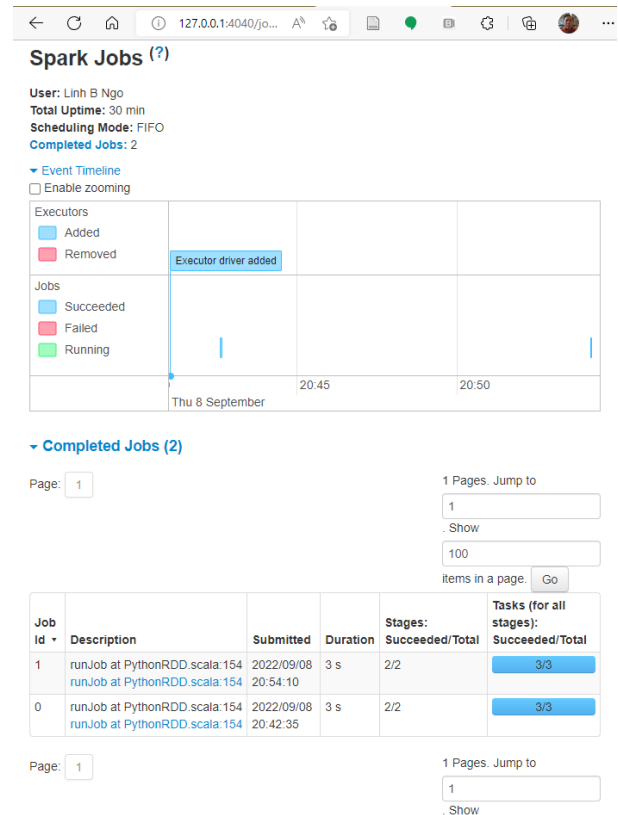 127.0.0.1:4040/jo...
Spark Jobs (?)
User: Linh B Ngo
Total Uptime: 30 min
Scheduling Mode: FIFO
Completed Jobs: 2
Event Timeline
Enable zooming
Executors
Added
Removed
Executor driver added
Jobs
Succeeded
Failed
Running
20:45
20:50
Thu 8 September
Completed Jobs (2)
Page: 1
1 Pages. Jump to
1
. Show
100
items in a page. Go
Job Id Description Submitted Duration Stages: Succeeded/Total Tasks (for all stages): Succeeded/Total
1 runJob at PythonRDD.scala:154 2022/09/08 3 s 2/2 3/3
runJob at PythonRDD.scala:154 20:54:10
0 runJob at PythonRDD.scala:154 2022/09/08 3 s 2/2 3/3
runJob at PythonRDD.scala:154 20:42:35
Page: 1
1 Pages. Jump to
1
. Show